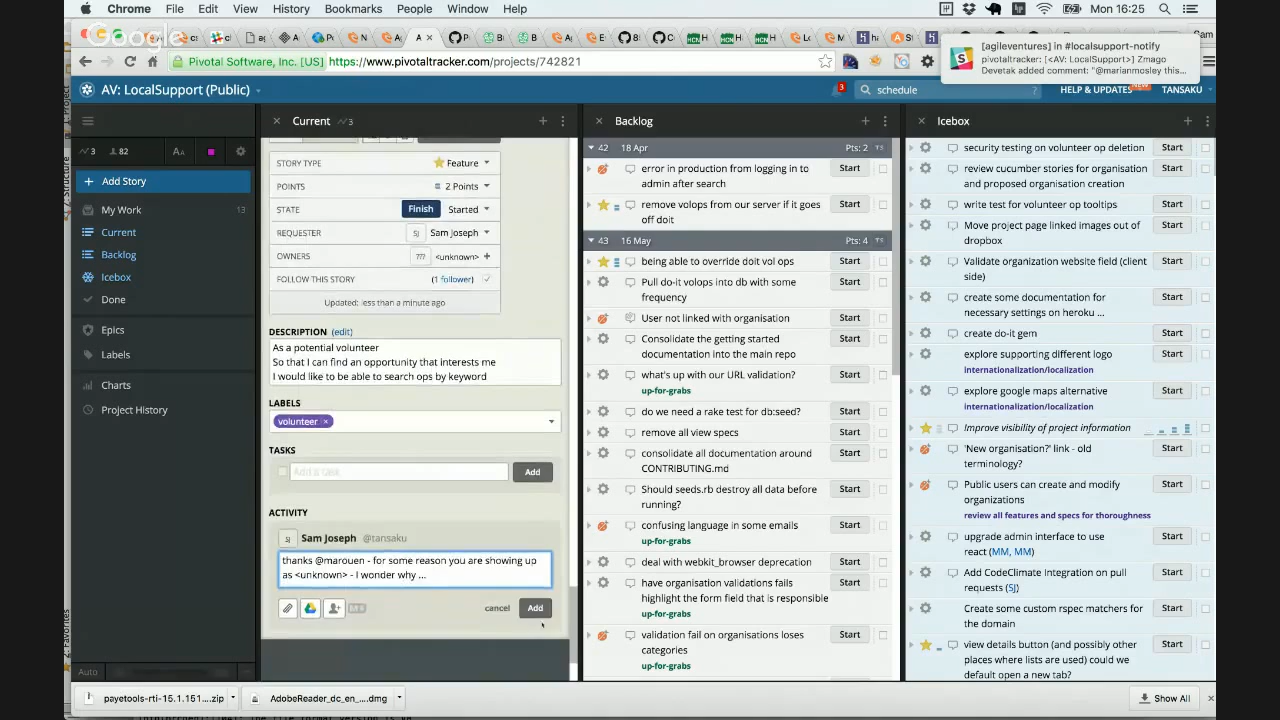 Chrome File Edit View History Bookmarks People Window Help
Mon 16:25
Google
Pivotal Software, Inc. [US] https://www.pivotaltracker.com/projects/742821
[agileventures] in #localsupport-notify
pivotaltracker: [<AV: LocalSupport>] Zmago
Devetak added comment: "@marianmosley this...
AV: LocalSupport (Public)
3
schedule
HELP & UPDATES
NEW
TANSAKU
3 82
Add Story
My Work 13
Current
Backlog
Icebox
Done
Epics
Labels
Charts
Project History
Auto
Current 3
STORY TYPE Feature
POINTS 2 Points
STATE Finish Started
REQUESTER SJ Sam Joseph
OWNERS ??? <unknown> +
FOLLOW THIS STORY (1 follower)
Updated: less than a minute ago
DESCRIPTION (edit)
As a potential volunteer
So that I can find an opportunity that interests me
I would like to be able to search ops by keyword
LABELS
volunteer ×
TASKS
Add a task Add
ACTIVITY
SJ Sam Joseph @tansaku
thanks @marouen - for some reason you are showing up
as <unknown> - I wonder why ...
cancel Add
Backlog
42 18 Apr Pts: 2
error in production from logging in to
admin after search
Start
remove volops from our server if it goes
off doit
Start
43 16 May Pts: 4
being able to override doit vol ops Start
Pull do-it volops into db with some
frequency
Start
User not linked with organisation Start
Consolidate the getting started
documentation into the main repo
Start
what's up with our URL validation? Start
up-for-grabs
do we need a rake test for db:seed? Start
remove all view specs Start
consolidate all documentation around
CONTRIBUTING.md
Start
Should seeds.rb destroy all data before
running?
Start
confusing language in some emails Start
up-for-grabs
deal with webkit_browser deprecation Start
have organisation validations fails
highlight the form field that is responsible
Start
up-for-grabs
validation fail on organisations loses
categories
Start
up-for-grabs
Icebox
security testing on volunteer op deletion Start
review cucumber stories for organisation
and proposed organisation creation
Start
write test for volunteer op tooltips Start
Move project page linked images out of
dropbox
Start
Validate organization website field (client
side)
Start
create some documentation for
necessary settings on heroku ...
Start
create do-it gem Start
explore supporting different logo Start
internationalization/localization
explore google maps alternative Start
internationalization/localization
Improve visibility of project information
'New organisation?' link - old
terminology?
Start
Public users can create and modify
organizations
Start
review all features and specs for thoroughness
upgrade admin interface to use
react (MM, MM)
Start
Add CodeClimate Integration on pull
requests (SJ)
Start
Create some custom rspec matchers for
the domain
Start
view details button (and possibly other
places where lists are used) could we
default open a new tab?
Start
payetools-rti-15.1.151....zip
AdobeReader_dc_en_....dmg
Show All